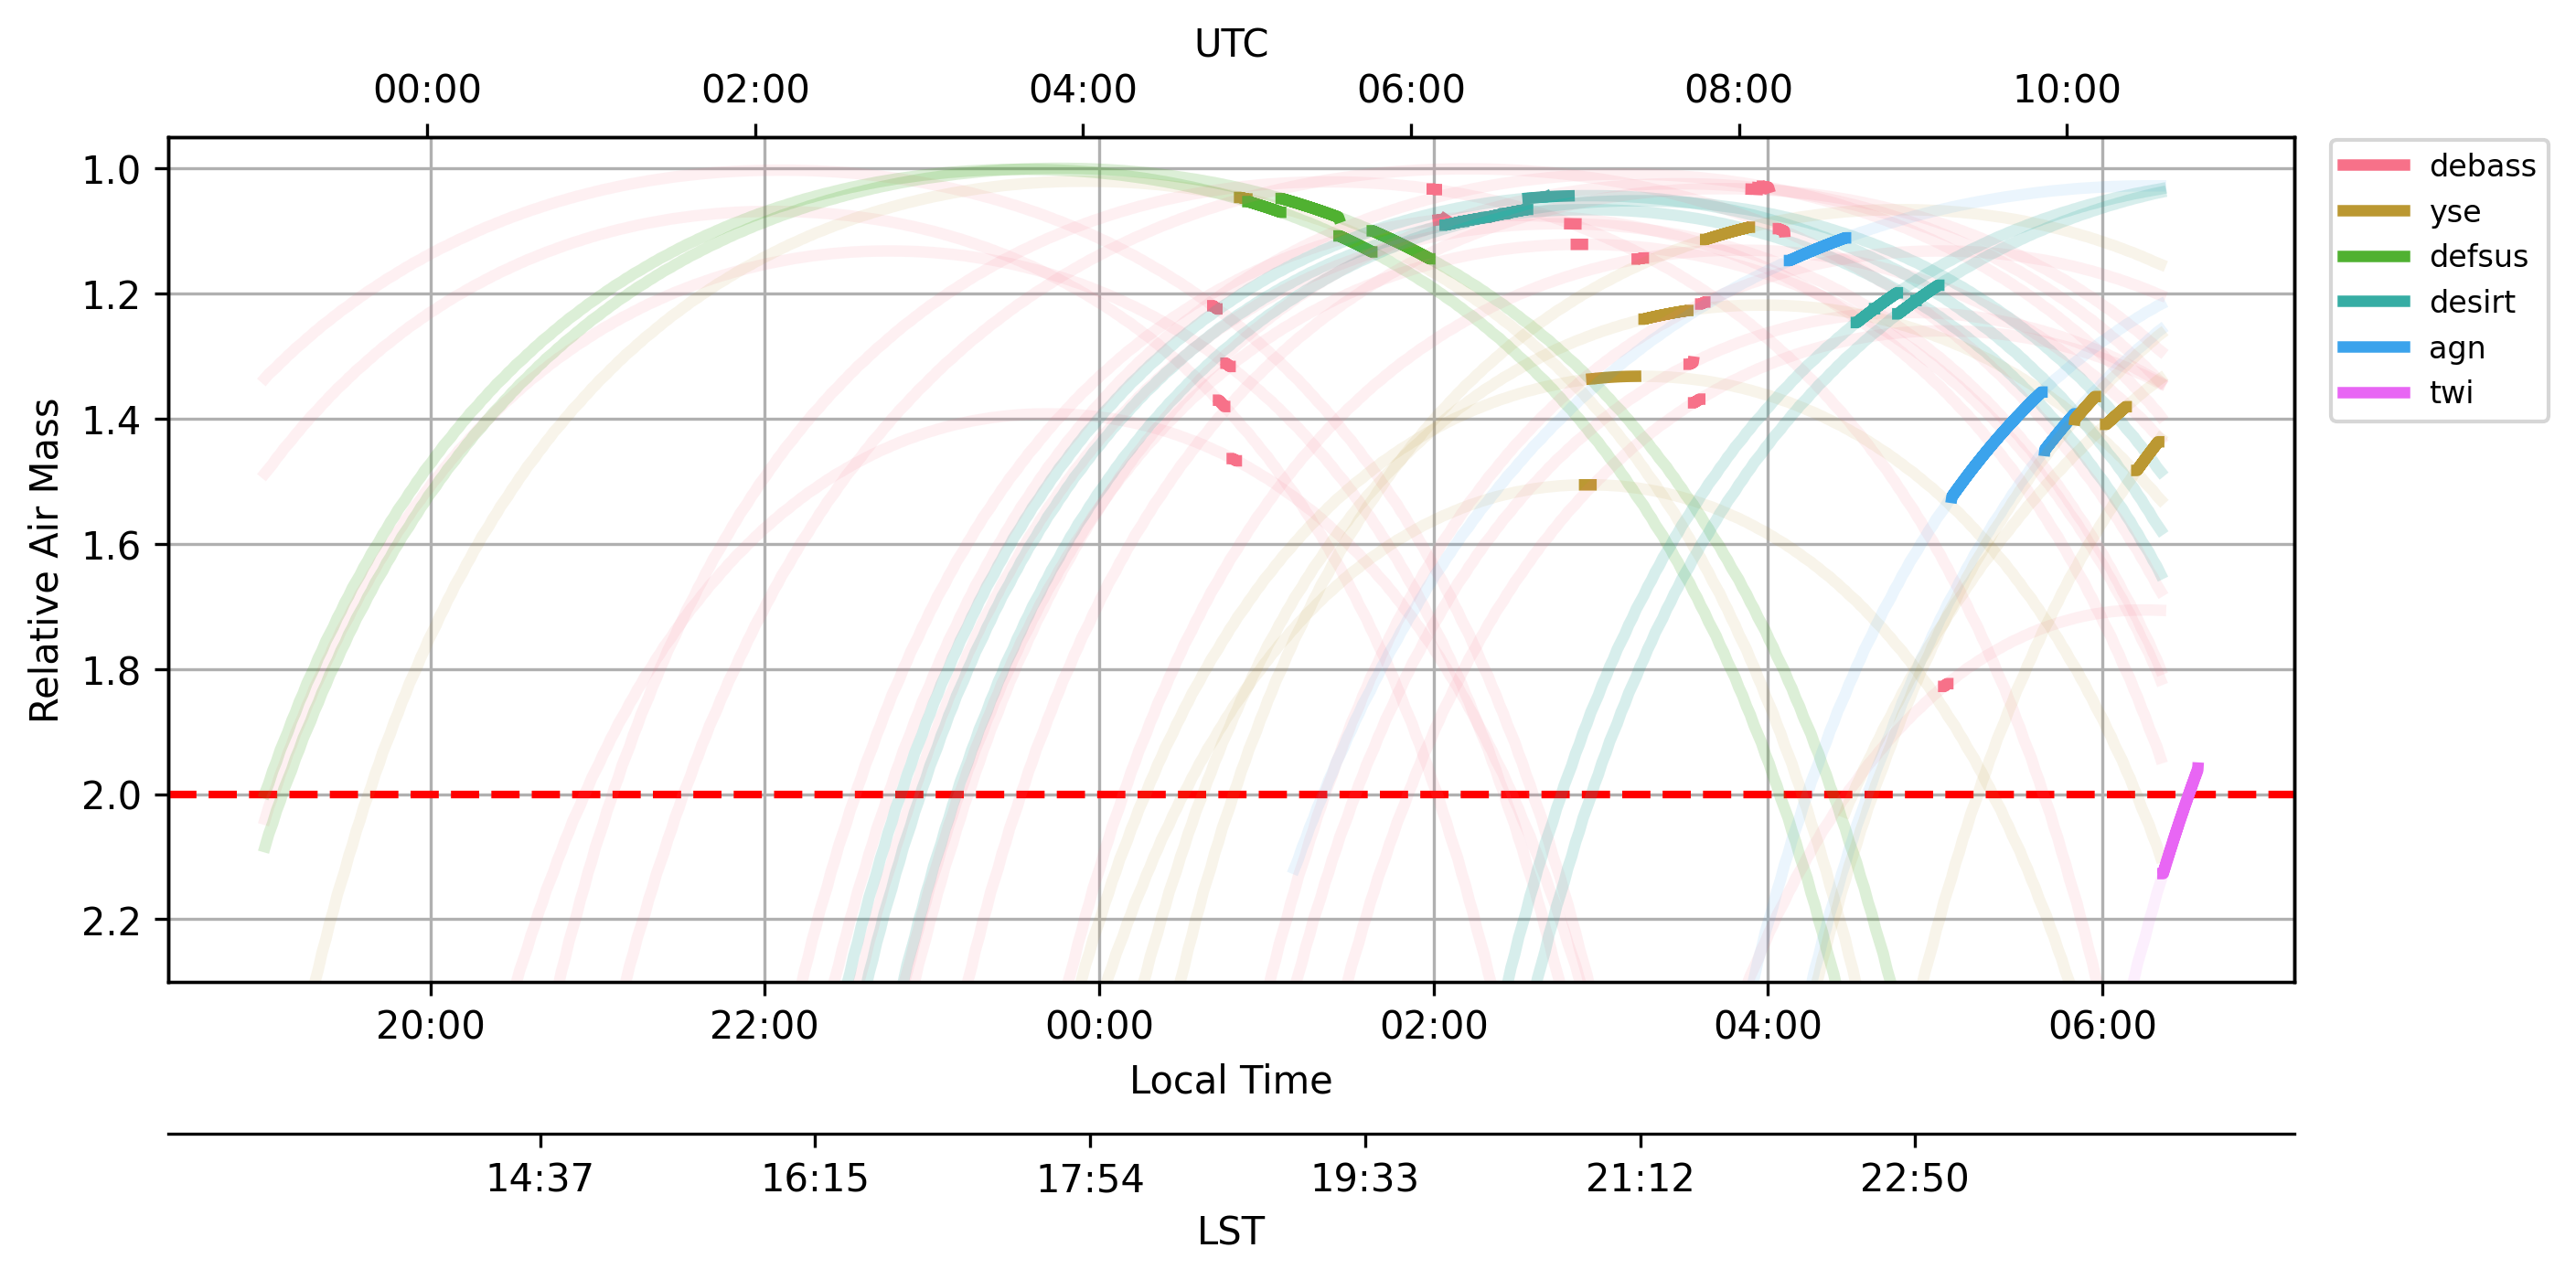 UTC
00:00 02:00 04:00 06:00 08:00 10:00
Relative Air Mass
1.0
1.2
1.4
1.6
1.8
2.0
2.2
debass
yse
defsus
desirt
agn
twi
20:00 22:00 00:00 02:00 04:00 06:00
Local Time
14:37 16:15 17:54 19:33 21:12 22:50
LST